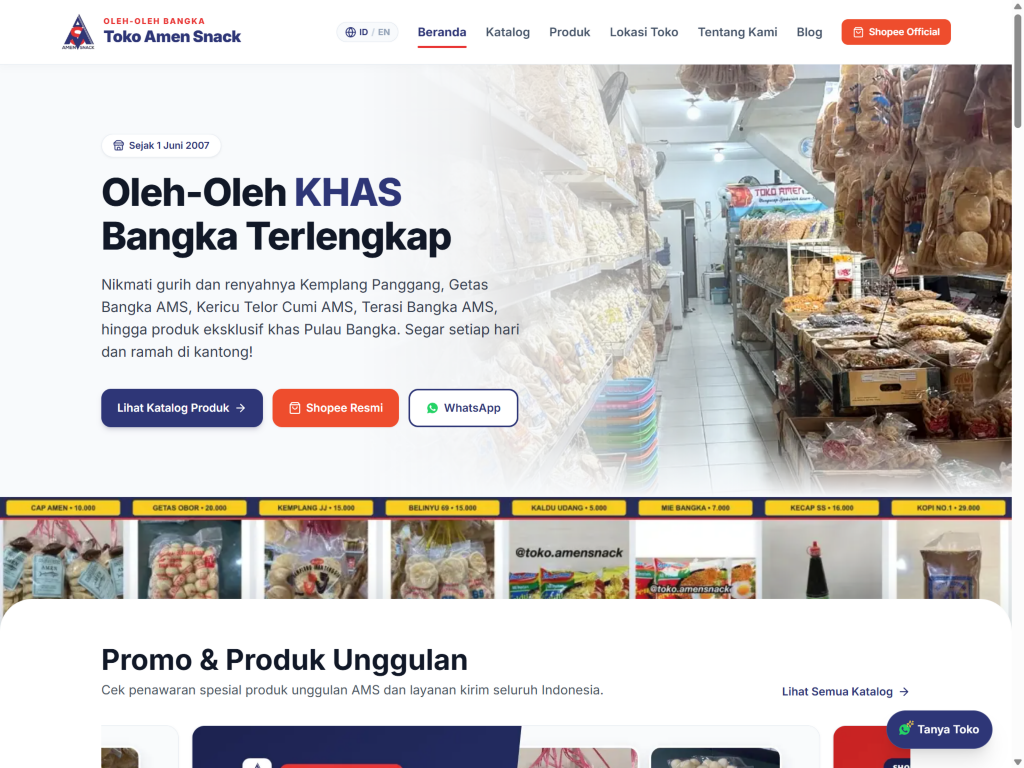 OLEH-OLEH BANGKA
Toko Amen Snack
AMEN SNACK
ID / EN
Beranda
Katalog
Produk
Lokasi Toko
Tentang Kami
Blog
Shopee Official
Sejak 1 Juni 2007
Oleh-Oleh KHAS
Bangka Terlengkap
Nikmati gurih dan renyahnya Kemplang Panggang, Getas
Bangka AMS, Kericu Telor Cumi AMS, Terasi Bangka AMS,
hingga produk eksklusif khas Pulau Bangka. Segar setiap hari
dan ramah di kantong!
Lihat Katalog Produk →
Shopee Resmi
WhatsApp
TOKO AMEN
CAP AMEN • 10.000
GETAS OBOR • 20.000
KEMPLANG JJ • 15.000
BELINYU 69 • 15.000
KALDU UDANG • 5.000
MIE BANGKA • 7.000
KECAP SS • 16.000
KOPI NO.1 • 29.000
@toko.amensnack
@toko.amensnack
Promo & Produk Unggulan
Cek penawaran spesial produk unggulan AMS dan layanan kirim seluruh Indonesia.
Lihat Semua Katalog →
Tanya Toko